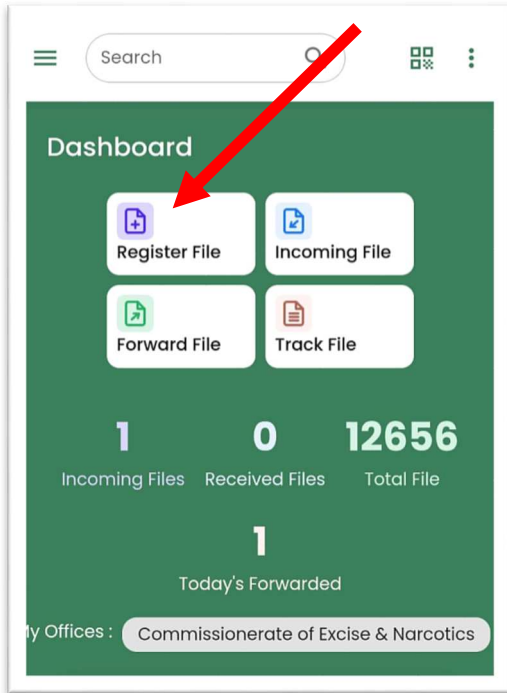 Search
Dashboard
Register File
Incoming File
Forward File
Track File
1
0
12656
Incoming Files
Received Files
Total File
1
Today's Forwarded
y Offices :
Commissionerate of Excise & Narcotics